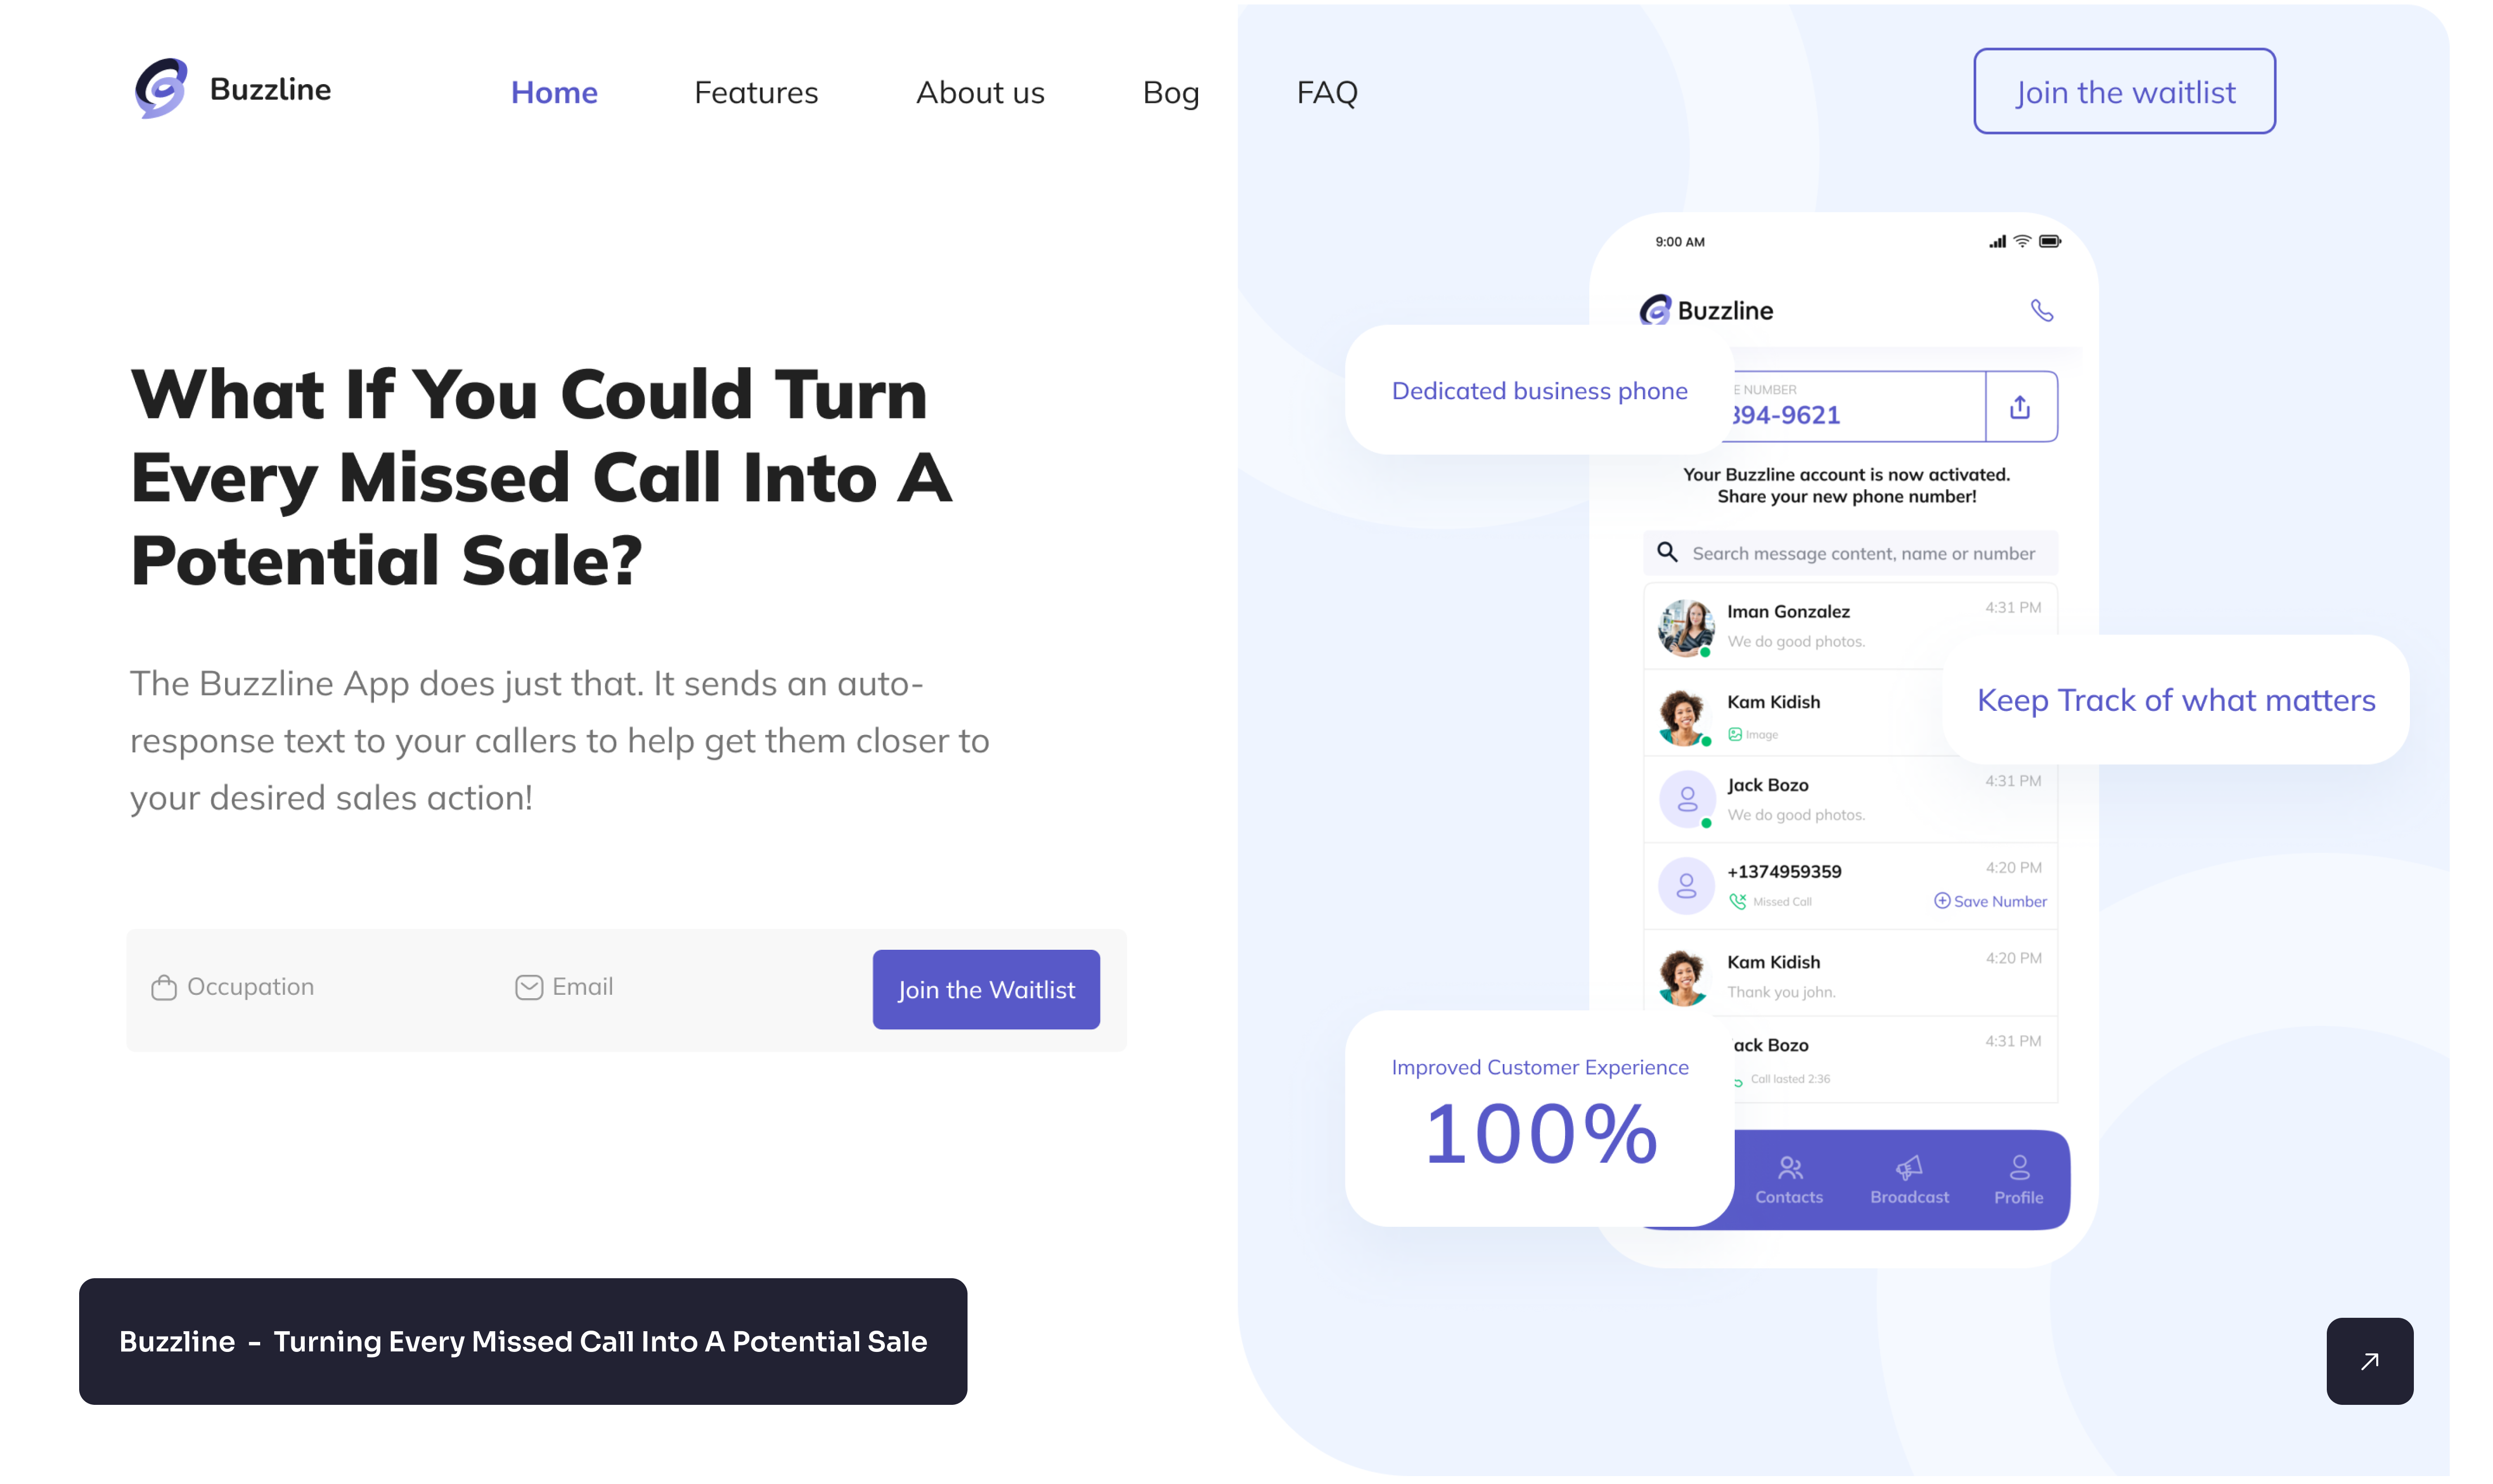 Buzzline
Home
Features
About us
Bog
FAQ
Join the waitlist
What If You Could Turn
Every Missed Call Into A
Potential Sale?
The Buzzline App does just that. It sends an auto-
response text to your callers to help get them closer to
your desired sales action!
Occupation
Email
Join the Waitlist
Buzzline - Turning Every Missed Call Into A Potential Sale
9:00 AM
Buzzline
Dedicated business phone
NUMBER
394-9621
Your Buzzline account is now activated.
Share your new phone number!
Search message content, name or number
Iman Gonzalez
4:31 PM
We do good photos.
Kam Kidish
Image
Keep Track of what matters
Jack Bozo
4:31 PM
We do good photos.
+1374959359
4:20 PM
Missed Call
Save Number
Kam Kidish
4:20 PM
Thank you john.
ack Bozo
4:31 PM
Call lasted 2:36
Improved Customer Experience
100%
Contacts
Broadcast
Profile